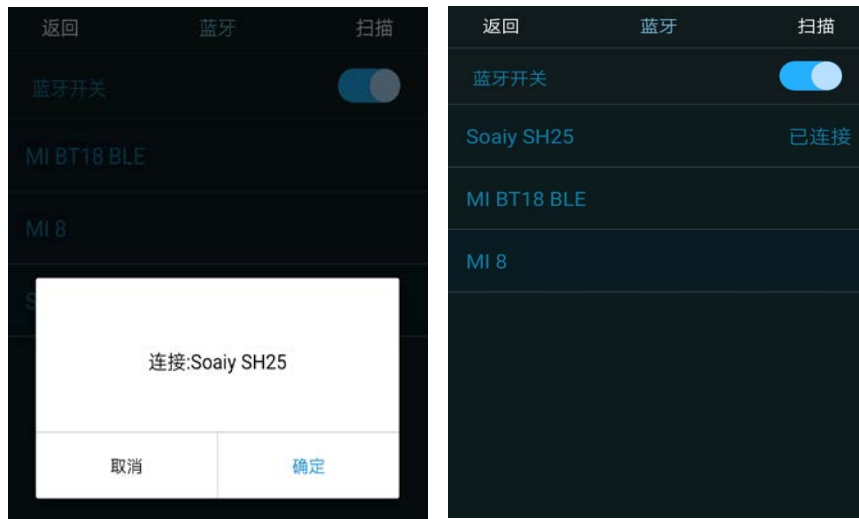 返回 蓝牙 扫描
蓝牙开关
MI BT18 BLE
MI 8
S
连接:Soaiy SH25
取消 确定
返回 蓝牙 扫描
蓝牙开关
Soaiy SH25 已连接
MI BT18 BLE
MI 8